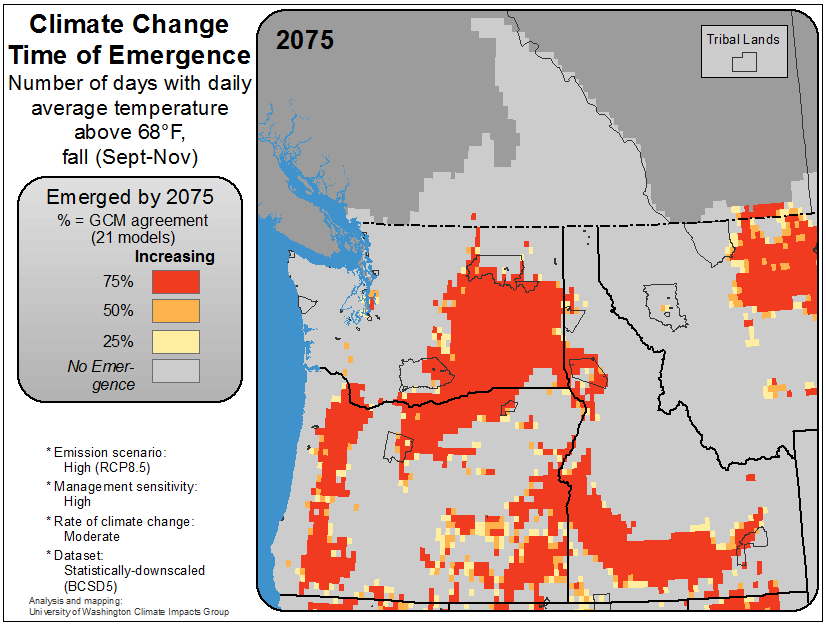 Climate Change
Time of Emergence
Number of days with daily
average temperature
above 68°F,
fall (Sept-Nov)
Emerged by 2075
% = GCM agreement
(21 models)
Increasing
75%
50%
25%
No Emer-
gence
* Emission scenario:
High (RCP8.5)
* Management sensitivity:
High
* Rate of climate change:
Moderate
* Dataset:
Statistically-downscaled
(BCSD5)
Analysis and mapping:
University of Washington Climate Impacts Group
2075
Tribal Lands